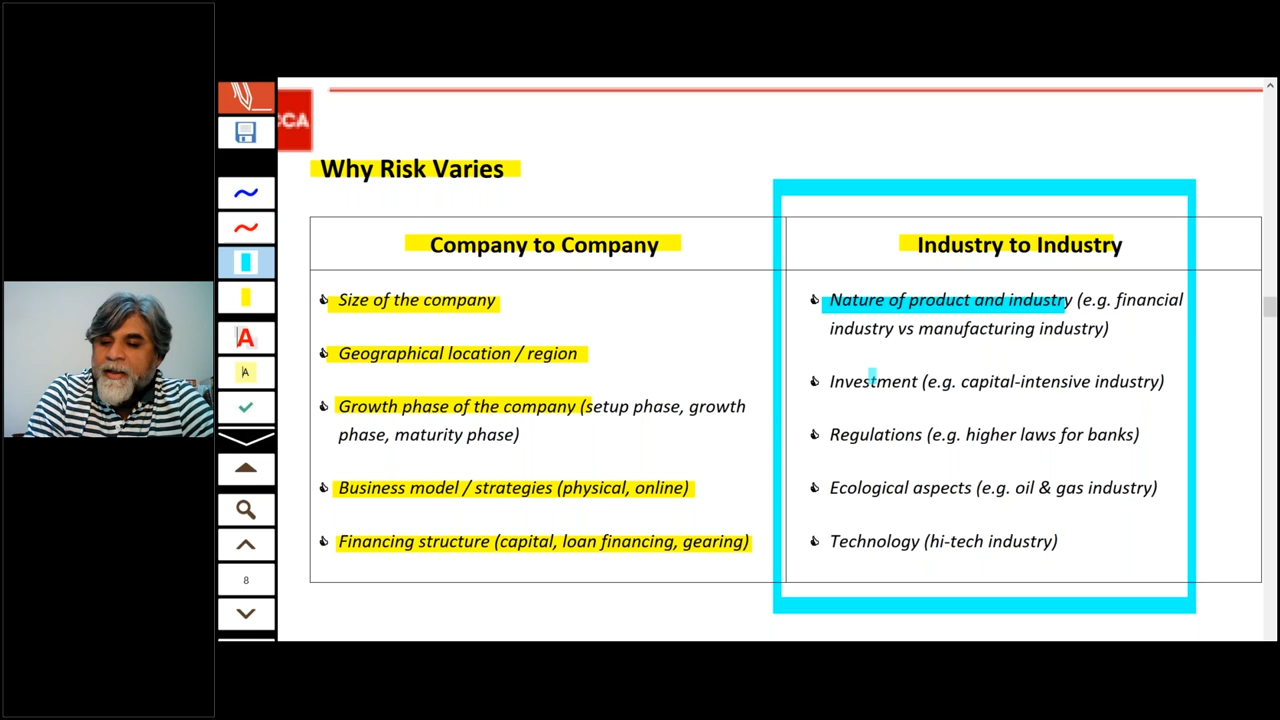 CCA
Why Risk Varies
Company to Company
Size of the company
Geographical location / region
Growth phase of the company (setup phase, growth
phase, maturity phase)
Business model / strategies (physical, online)
Financing structure (capital, loan financing, gearing)
Industry to Industry
Nature of product and industry (e.g. financial
industry vs manufacturing industry)
Investment (e.g. capital-intensive industry)
Regulations (e.g. higher laws for banks)
Ecological aspects (e.g. oil & gas industry)
Technology (hi-tech industry)
A
A
8